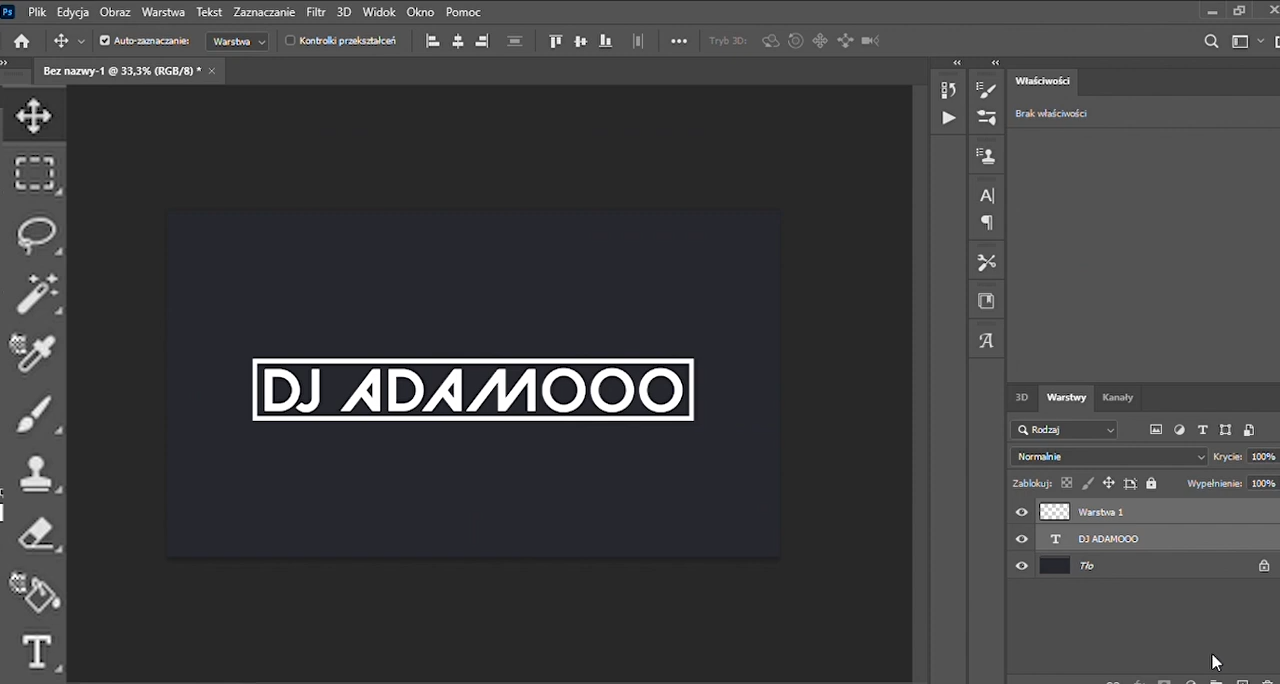 Ps Plik Edycja Obraz Warstwa Tekst Zaznaczanie Filtr 3D Widok Okno Pomoc
Auto-zaznaczanie: Warstwa Kontrolki przekształceń Tryb 3D:
Bez nazwy-1 @ 33,3% (RGB/8) *
Właściwości
Brak właściwości
DJ ADAMOOO
3D Warstwy Kanały
Rodzaj
Normalnie Krycie: 100%
Zablokuj: Wypełnienie: 100%
Warstwa 1
DJ ADAMOOO
Tło